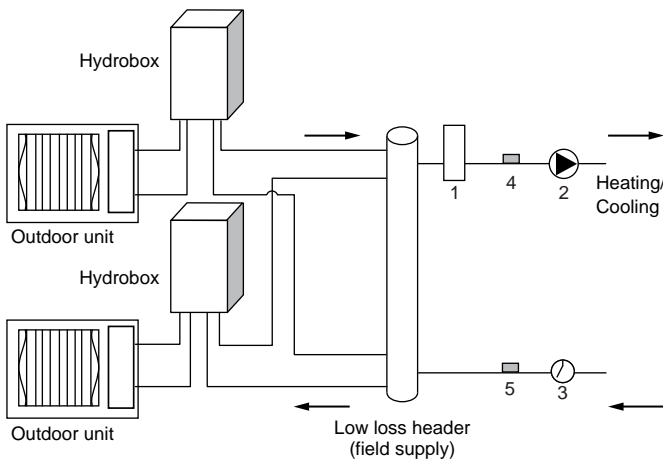 Hydrobox
Outdoor unit
1
4
2
Heating/
Cooling
Hydrobox
Outdoor unit
5
3
Low loss header
(field supply)